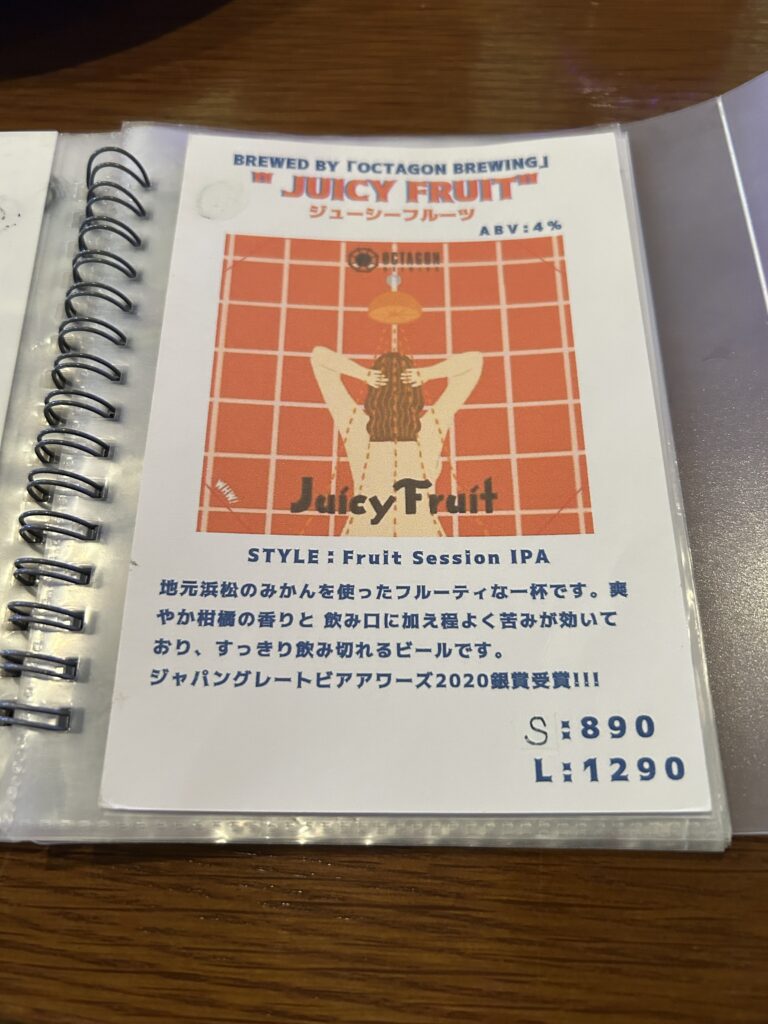 BREWED BY 「OCTAGON BREWING」
"JUICY FRUIT"
ジューシーフルーツ
ABV:4%
OCTAGON
BREWING
WHW!
Juicy Fruit
STYLE：Fruit Session IPA
地元浜松のみかんを使ったフルーティな一杯です。爽
やか柑橘の香りと 飲み口に加え程よく苦みが効いて
おり、すっきり飲み切れるビールです。
ジャパングレートビアアワーズ2020銀賞受賞!!!
S:890
L:1290